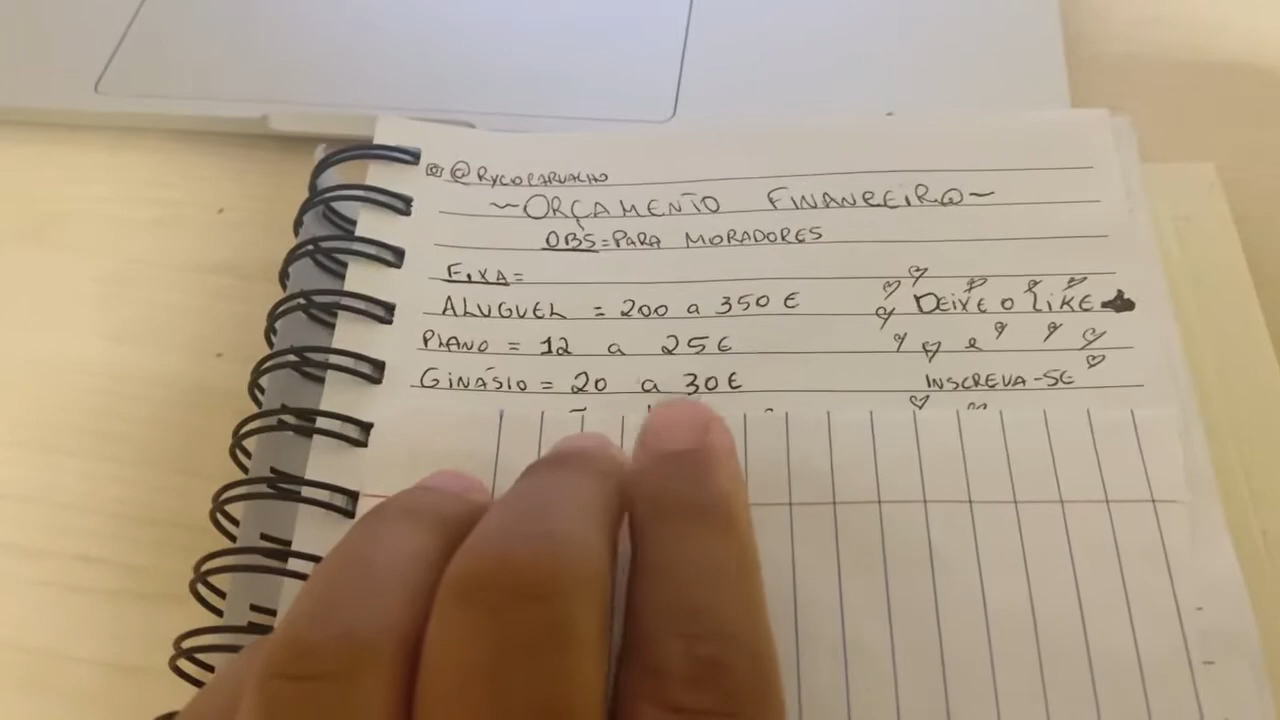 @RYCOCARVALHO
~ORÇAMENTO FINANCEIRO~
OBS=PARA MORADORES
FIXA=
ALUGUEL = 200 a 350 €
DEIXE O LIKE
PLANO = 12 a 25€
GINÁSIO = 20 a 30€
INSCREVA-SE